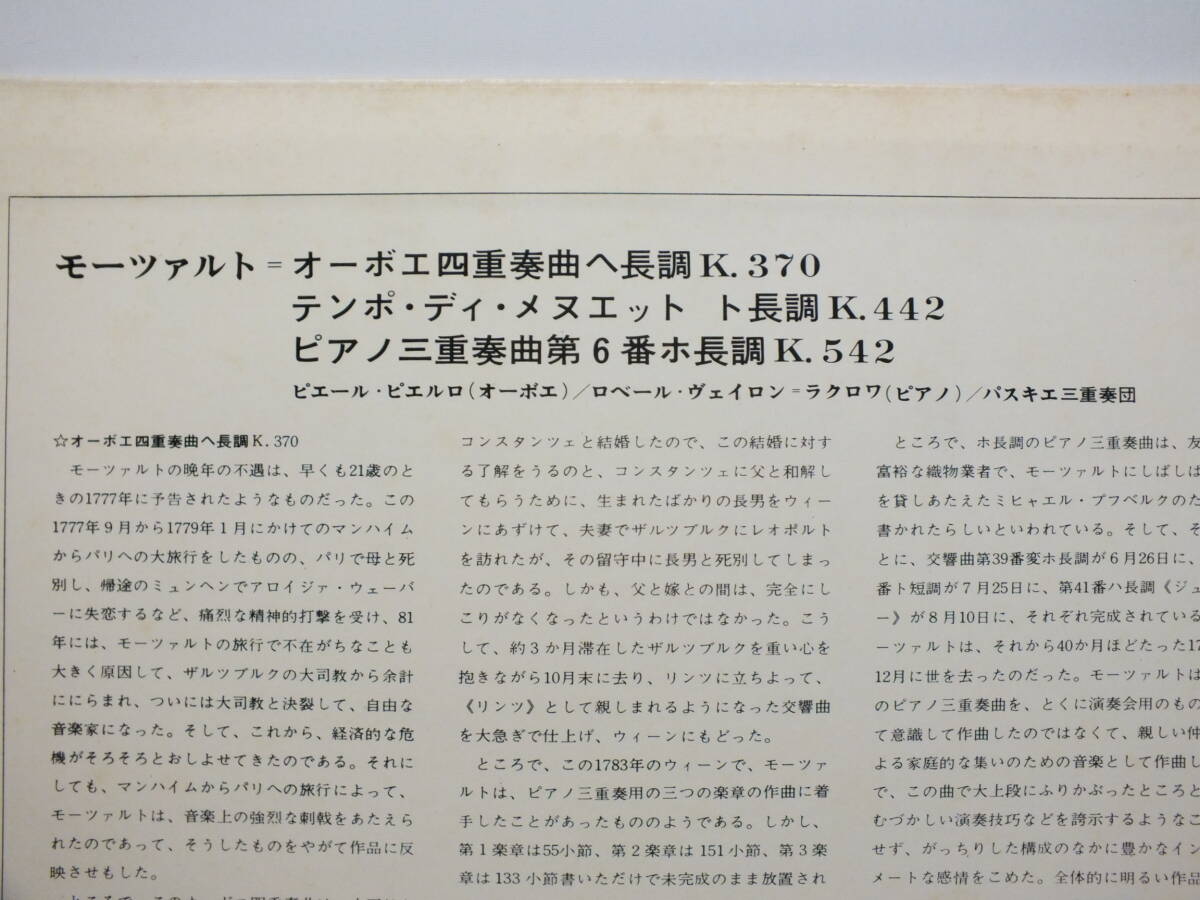 モーツァルト=オーボエ四重奏曲ヘ長調K.370
テンポ・ディ・メヌエット ト長調K.442
ピアノ三重奏曲第6番ホ長調K.542
ピエール・ピエルロ(オーボエ)/ロベール・ヴェイロン=ラクロワ(ピアノ)/パスキエ三重奏団
☆オーボエ四重奏曲ヘ長調K.370
モーツァルトの晩年の不遇は、早くも21歳のと
きの1777年に予告されたようなものだった。この
1777年9月から1779年1月にかけてのマンハイム
からパリへの大旅行をしたものの、パリで母と死
別し、帰途のミュンヘンでアロイジァ・ウェーバ
ーに失恋するなど、痛烈な精神的打撃を受け、81
年には、モーツァルトの旅行で不在がちなことも
大きく原因して、ザルツブルクの大司教から余計
ににらまれ、ついには大司教と決裂して、自由な
音楽家になった。そして、これから、経済的な危
機がそろそろとおしよせてきたのである。それに
しても、マンハイムからパリへの旅行によって、
モーツァルトは、音楽上の強烈な刺戟をあたえら
れたのであって、そうしたものをやがて作品に反
映させもした。
コンスタンツェと結婚したので、この結婚に対す
る了解をうるのと、コンスタンツェに父と和解し
てもらうために、生まれたばかりの長男をウィー
ンにあずけて、夫妻でザルツブルクにレオポルト
を訪れたが、その留守中に長男と死別してしまっ
たのである。しかも、父と嫁との間は、完全にし
こりがなくなったというわけではなかった。こう
して、約3か月滞在したザルツブルクを重い心を
抱きながら10月末に去り、リンツに立ちよって、
《リンツ》として親しまれるようになった交響曲
を大急ぎで仕上げ、ウィーンにもどった。
ところで、この1783年のウィーンで、モーツァ
ルトは、ピアノ三重奏用の三つの楽章の作曲に着
手したことがあったもののようである。しかし、
第1楽章は55小節、第2楽章は151小節、第3楽
章は133小節書いただけで未完成のまま放置され
ところで、ホ長調のピアノ三重奏曲は、友
富裕な織物業者で、モーツァルトにしばしば
を貸しあたえたミヒャエル・プフベルクのた
書かれたらしいといわれている。そして、そ
とに、交響曲第39番変ホ長調が6月26日に、
番ト短調が7月25日に、第41番ハ長調《ジュ
ー》が8月10日に、それぞれ完成されている
ーツァルトは、それから40か月ほどたった17
12月に世を去ったのだった。モーツァルトは
のピアノ三重奏曲を、とくに演奏会用のもの
て意識して作曲したのではなくて、親しい仲
よる家庭的な集いのための音楽として作曲し
で、この曲で大上段にふりかぶったところと
むづかしい演奏技巧などを誇示するようなこ
せず、がっちりした構成のなかに豊かなイン
メートな感情をこめた。全体的に明るい作品